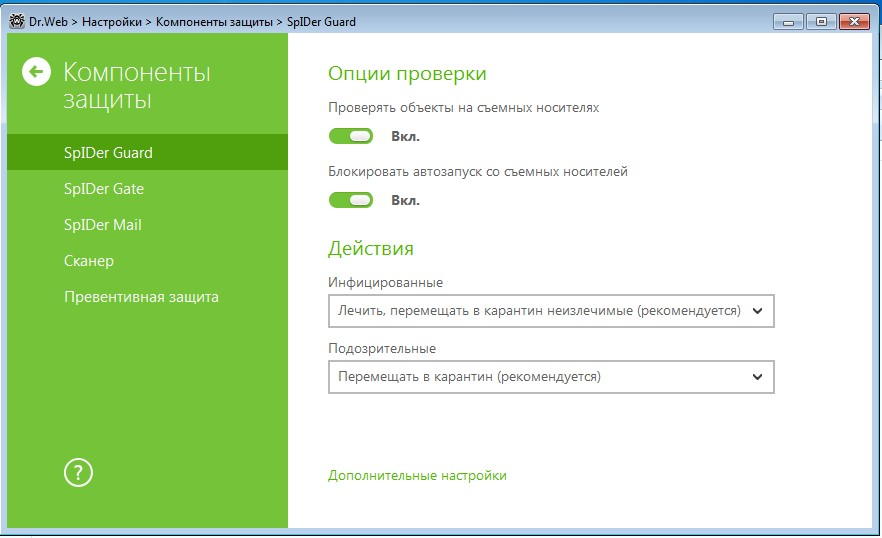 Dr.Web > Настройки > Компоненты защиты > SpIDer Guard
Компоненты
защиты
SpIDer Guard
SpIDer Gate
SpIDer Mail
Сканер
Превентивная защита
?
Опции проверки
Проверять объекты на съемных носителях
Вкл.
Блокировать автозапуск со съемных носителей
Вкл.
Действия
Инфицированные
Лечить, перемещать в карантин неизлечимые (рекомендуется)
Подозрительные
Перемещать в карантин (рекомендуется)
Дополнительные настройки